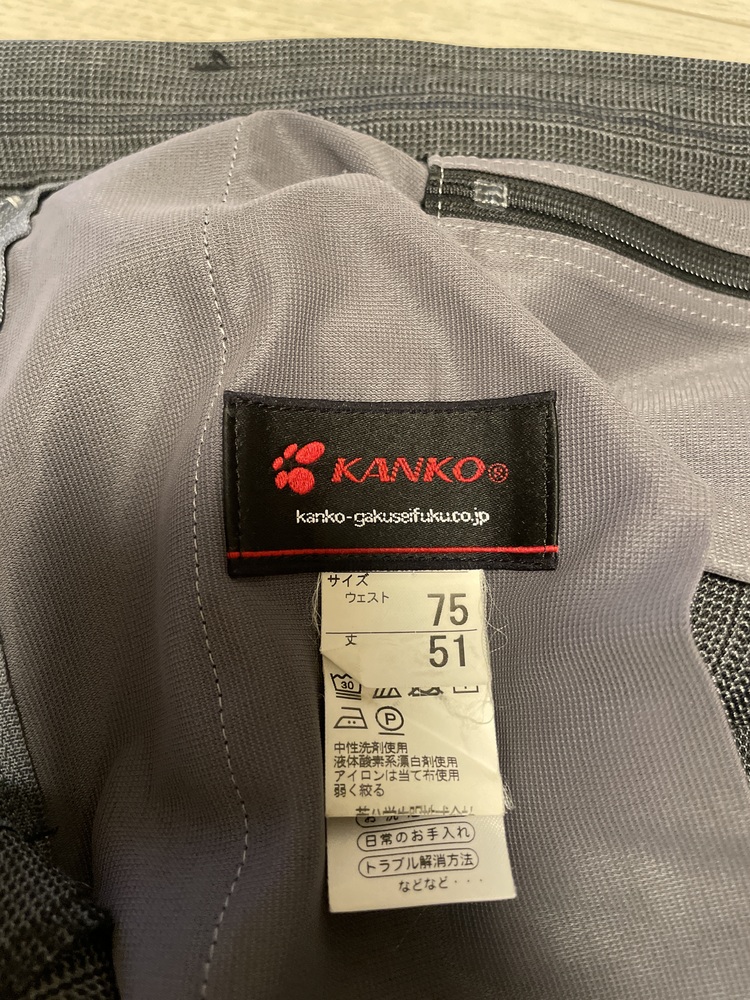 KANKO®
kanko-gakuseifuku.co.jp
サイズ
ウェスト 75
丈 51
30
P
中性洗剤使用
液体酸素系漂白剤使用
アイロンは当て布使用
弱く絞る
日常のお手入れ
トラブル解消方法
などなど・・・